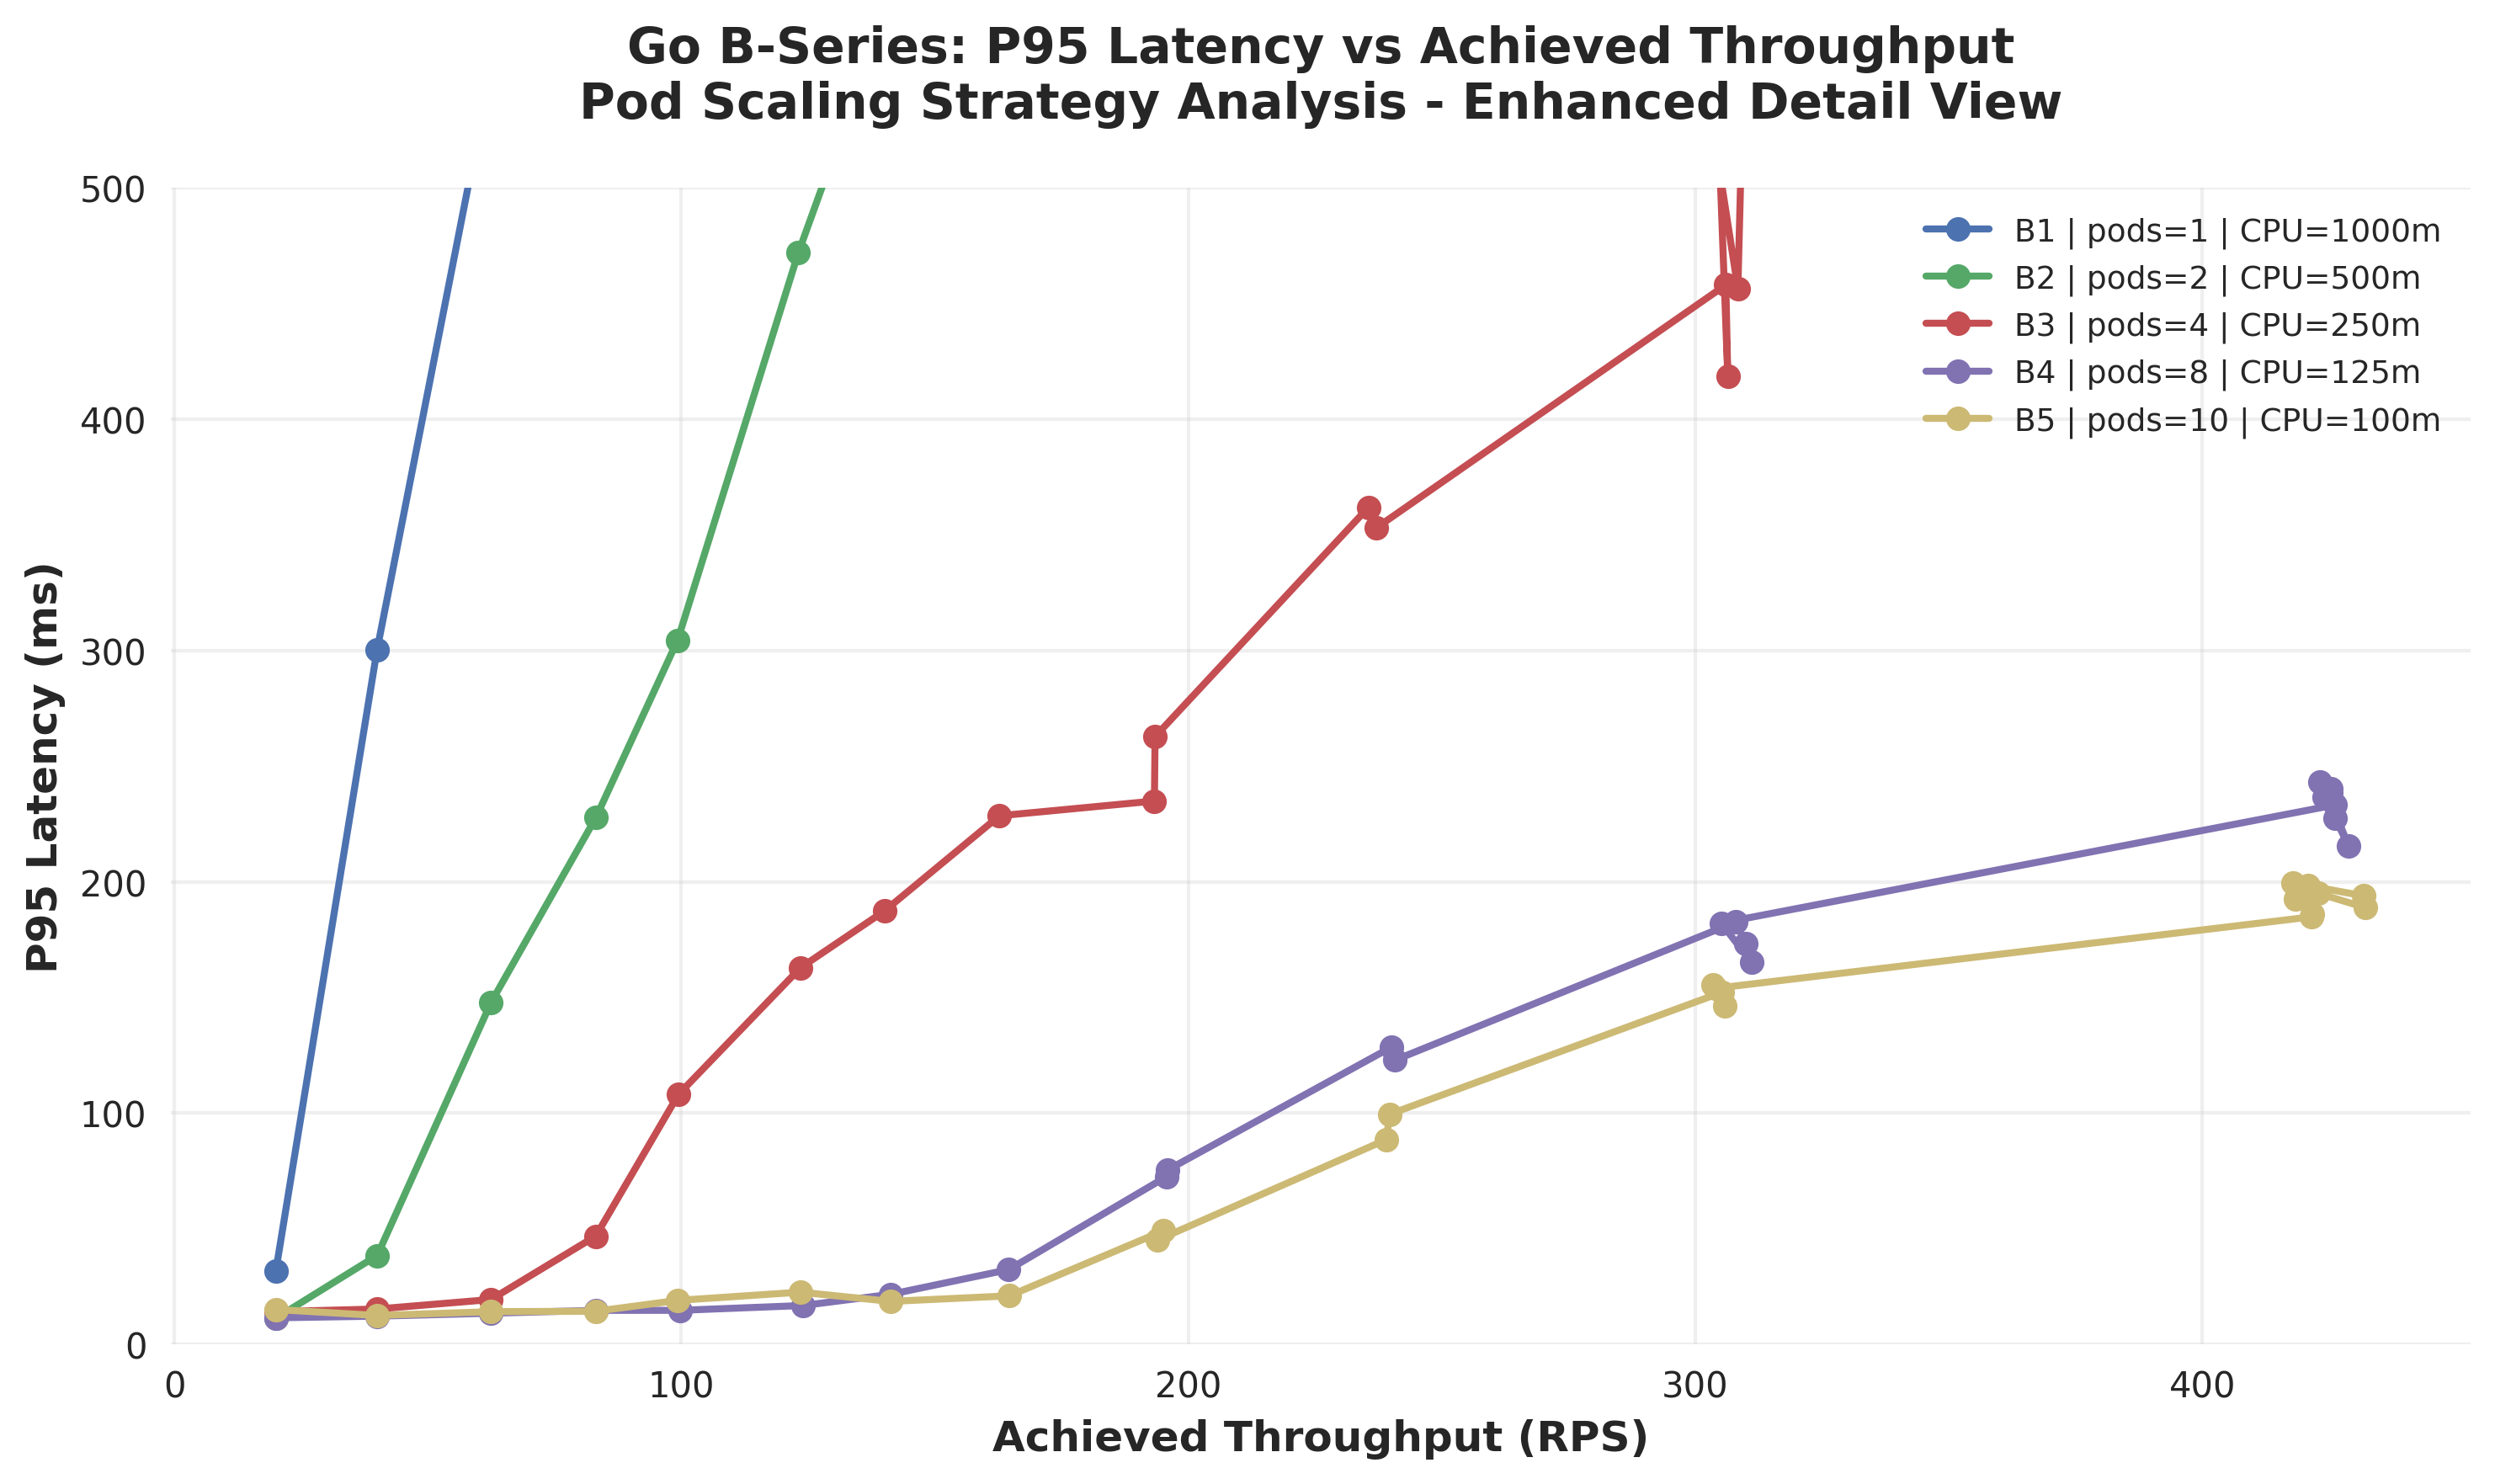 Go B-Series: P95 Latency vs Achieved Throughput
Pod Scaling Strategy Analysis - Enhanced Detail View
P95 Latency (ms)
500
400
300
200
100
0
B1 | pods=1 | CPU=1000m
B2 | pods=2 | CPU=500m
B3 | pods=4 | CPU=250m
B4 | pods=8 | CPU=125m
B5 | pods=10 | CPU=100m
0 100 200 300 400
Achieved Throughput (RPS)